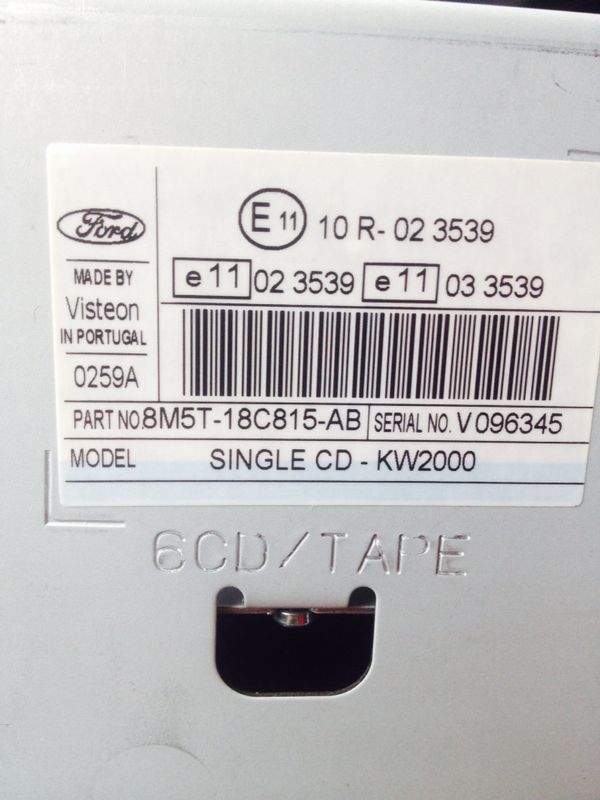 Ford
MADE BY
Visteon
IN PORTUGAL
0259A
E 11 10 R- 02 3539
e 11 02 3539 e 11 03 3539
PART NO. 8M5T-18C815-AB SERIAL NO. V096345
MODEL SINGLE CD - KW2000
6CD/TAPE